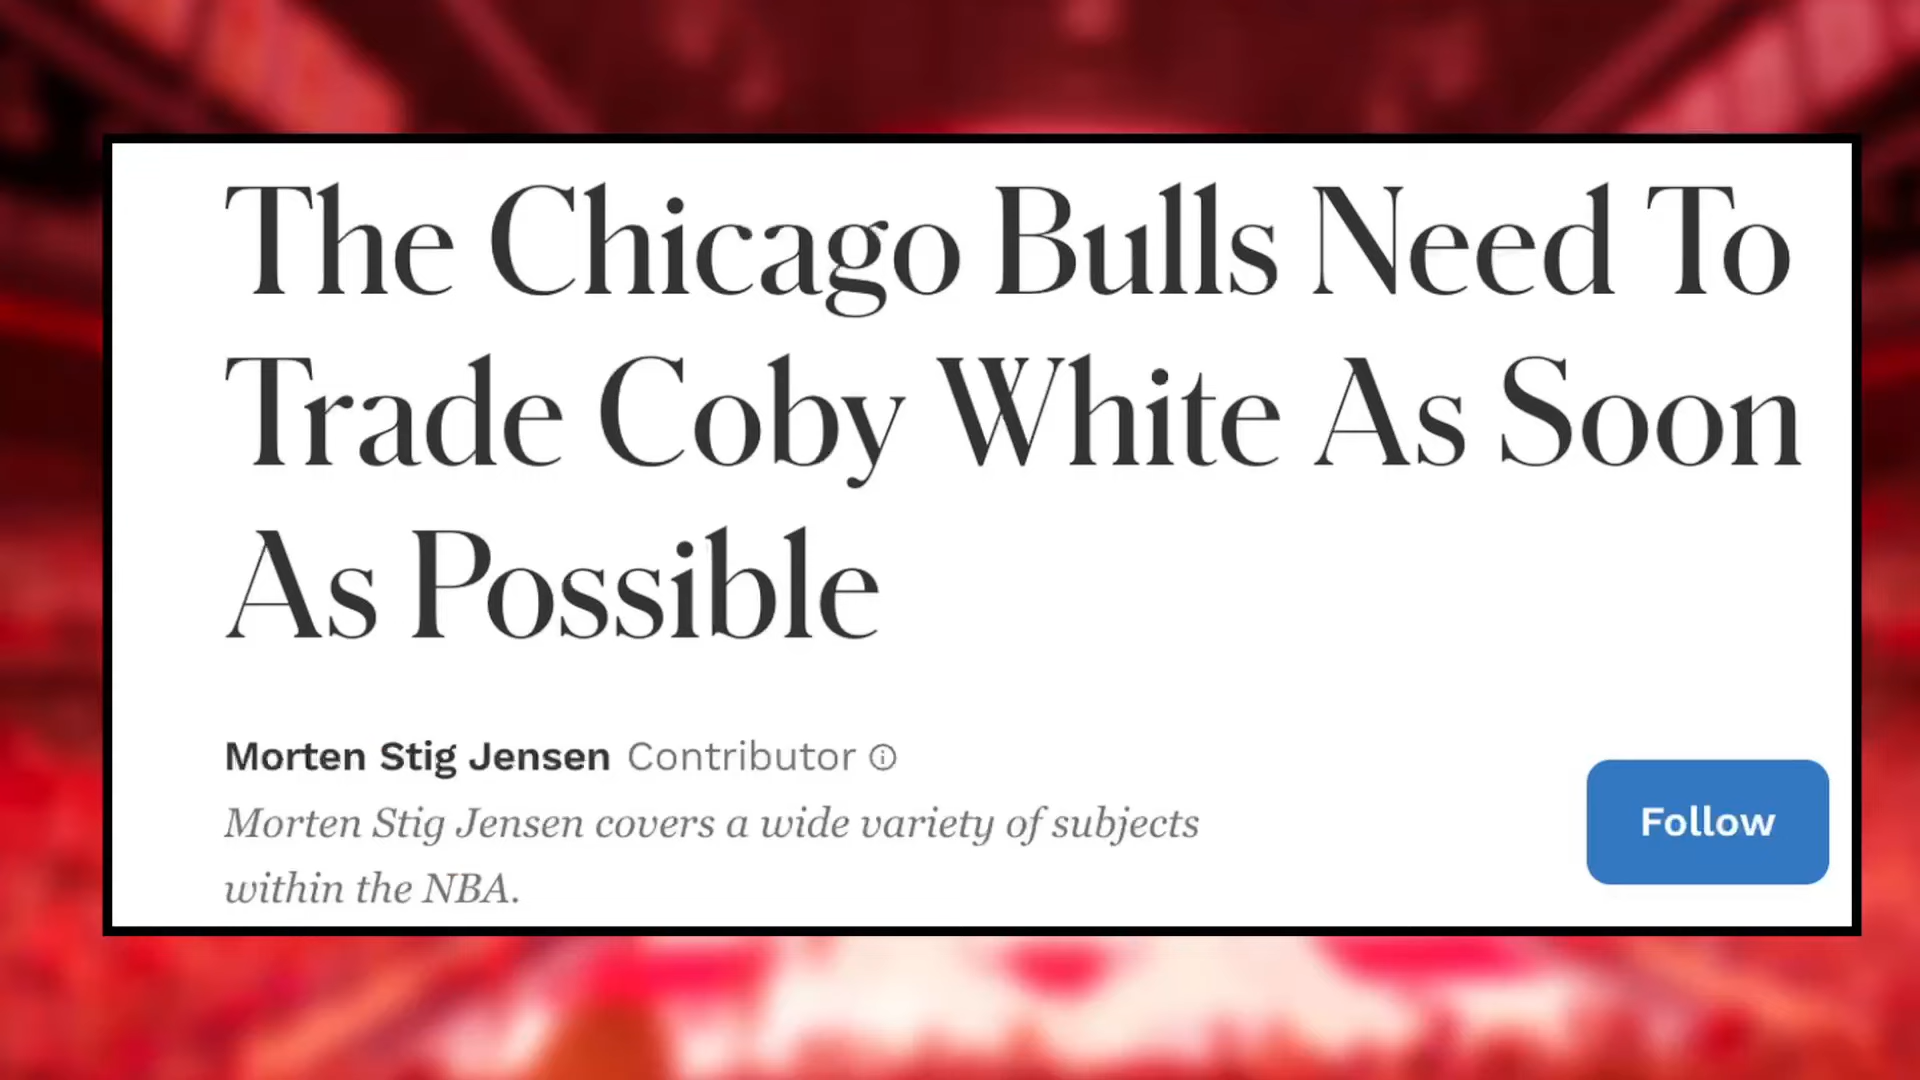 The Chicago Bulls Need To
Trade Coby White As Soon
As Possible
Morten Stig Jensen Contributor
Morten Stig Jensen covers a wide variety of subjects
within the NBA.
Follow